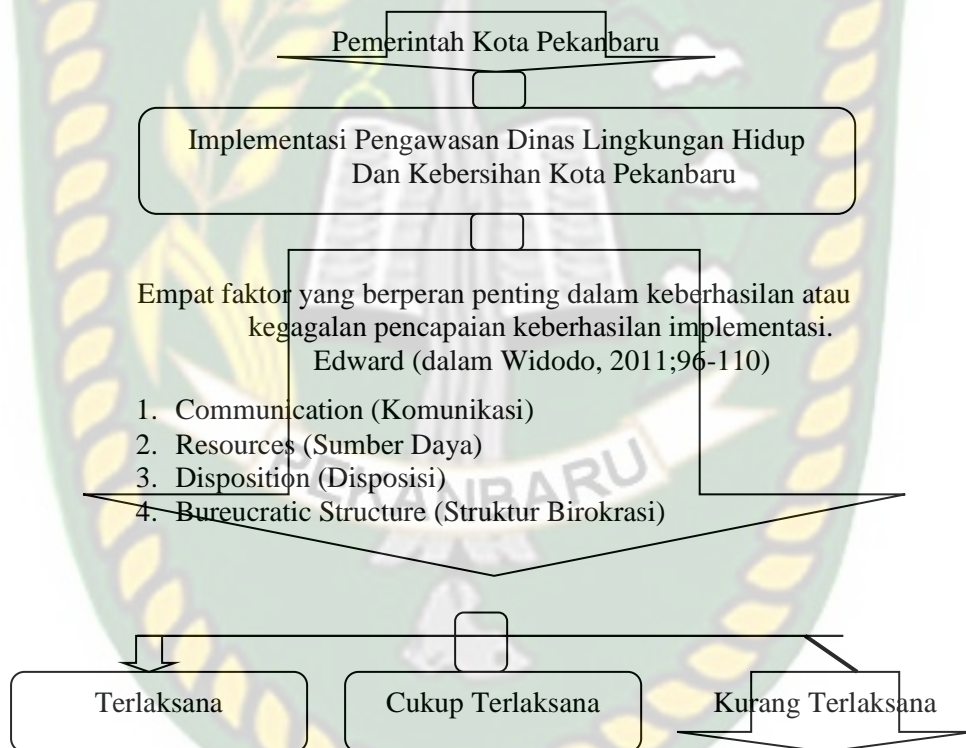 Pemerintah Kota Pekanbaru
Implementasi Pengawasan Dinas Lingkungan Hidup
Dan Kebersihan Kota Pekanbaru
Empat faktor yang berperan penting dalam keberhasilan atau
kegagalan pencapaian keberhasilan implementasi.
Edward (dalam Widodo, 2011;96-110)
1. Communication (Komunikasi)
2. Resources (Sumber Daya)
3. Disposition (Disposisi)
PEKANBARU
4. Bureucratic Structure (Struktur Birokrasi)
Terlaksana
Cukup Terlaksana
Kurang Terlaksana